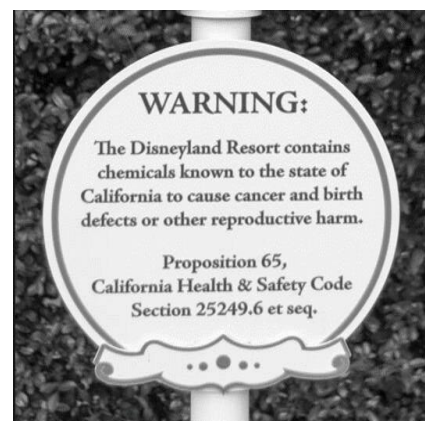 WARNING:
The Disneyland Resort contains
chemicals known to the state of
California to cause cancer and birth
defects or other reproductive harm.
Proposition 65,
California Health & Safety Code
Section 25249.6 et seq.